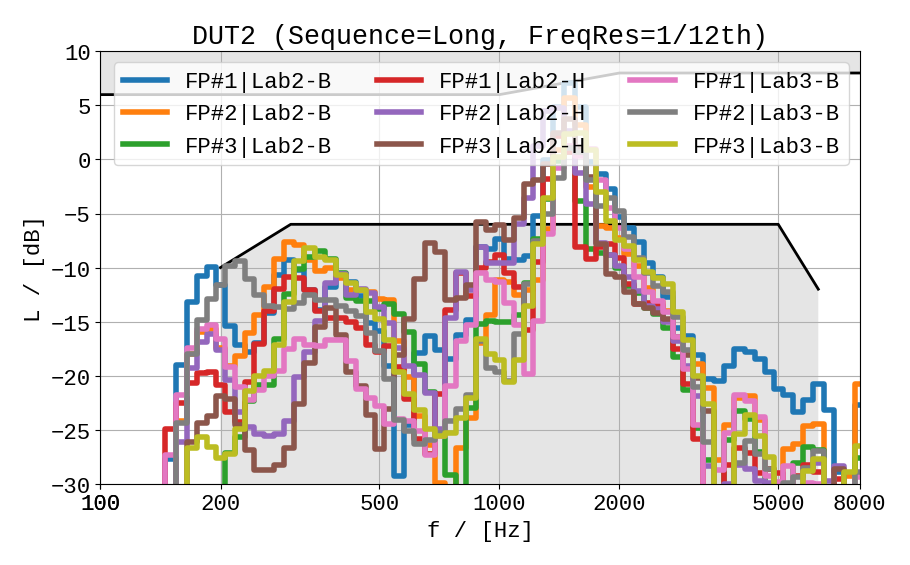 DUT2 (Sequence=Long, FreqRes=1/12th)
10
5
0
−5
−10
−15
−20
−25
−30
L / [dB]
FP#1|Lab2-B FP#1|Lab2-H FP#1|Lab3-B
FP#2|Lab2-B FP#2|Lab2-H FP#2|Lab3-B
FP#3|Lab2-B FP#3|Lab2-H FP#3|Lab3-B
100 200 500 1000 2000 5000 8000
f / [Hz]